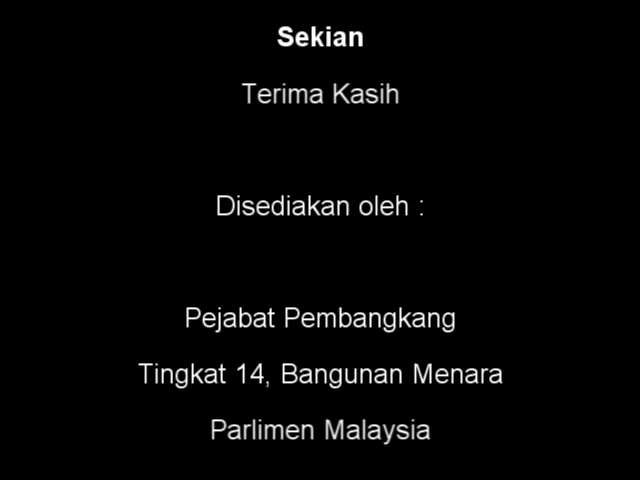 Sekian
Terima Kasih
Disediakan oleh :
Pejabat Pembangkang
Tingkat 14, Bangunan Menara
Parlimen Malaysia